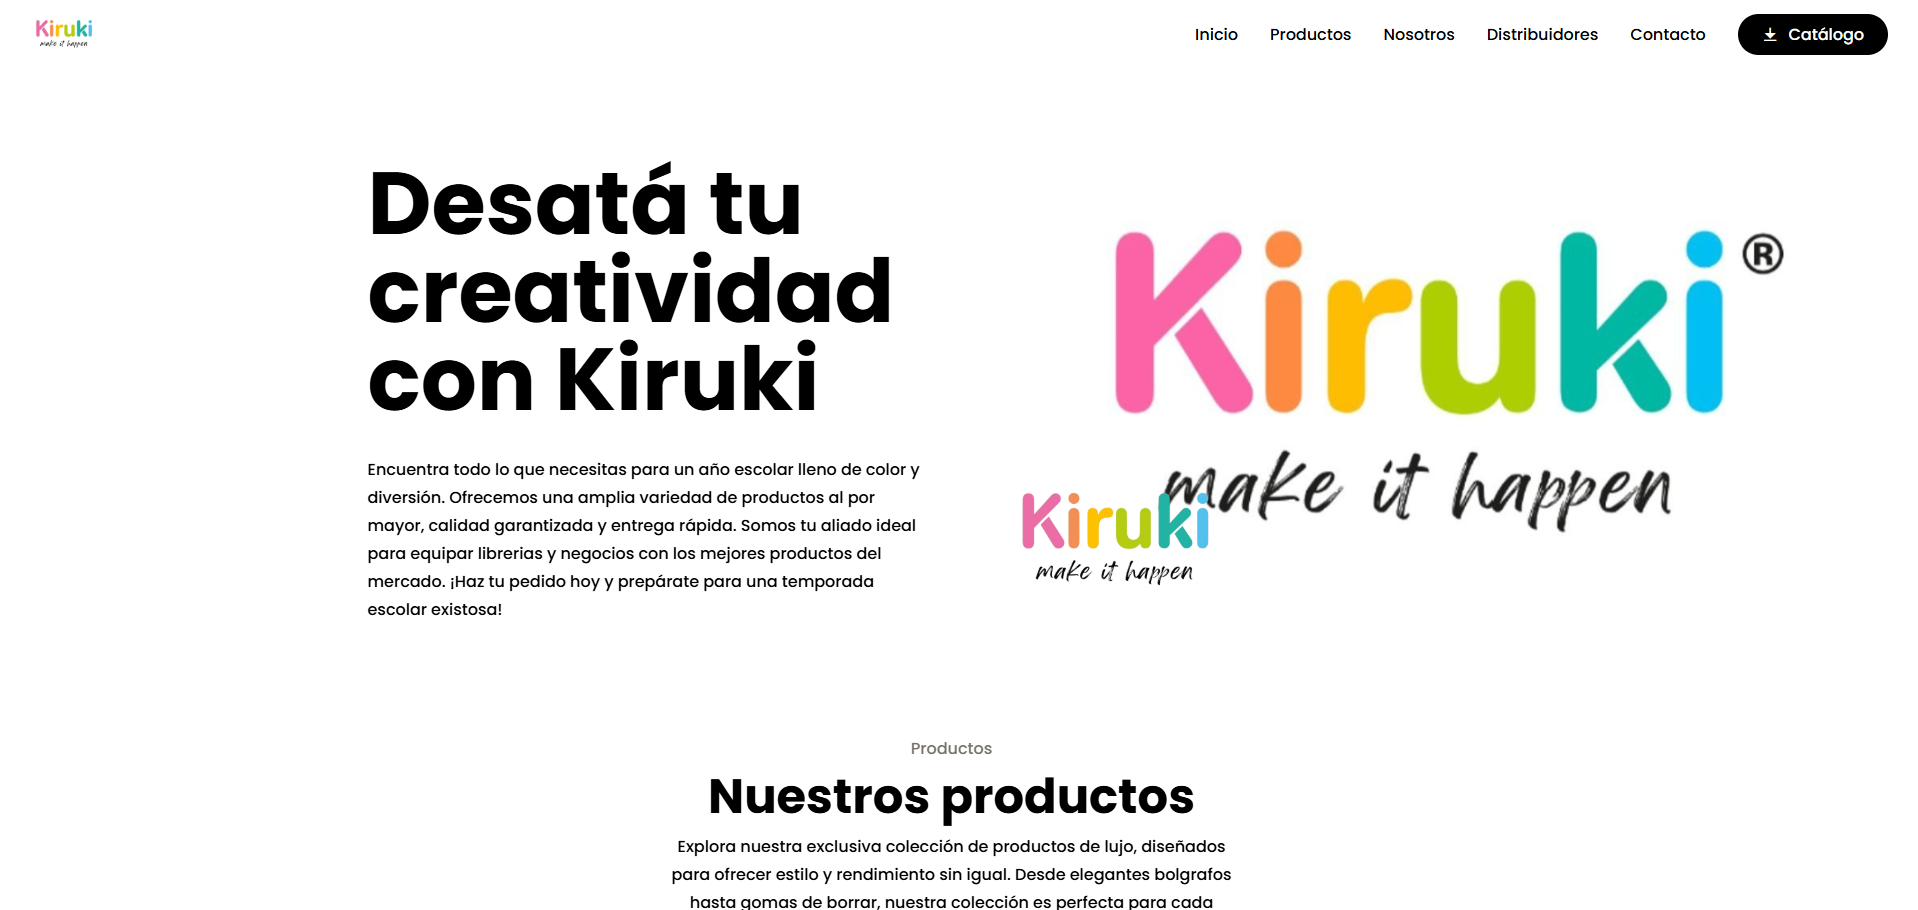 Kiruki
make it happen
Inicio
Productos
Nosotros
Distribuidores
Contacto
Catálogo
Desatá tu
creatividad
con Kiruki
Encuentra todo lo que necesitas para un año escolar lleno de color y
diversión. Ofrecemos una amplia variedad de productos al por
mayor, calidad garantizada y entrega rápida. Somos tu aliado ideal
para equipar librerias y negocios con los mejores productos del
mercado. ¡Haz tu pedido hoy y prepárate para una temporada
escolar existosa!
Kiruki®
make it happen
Kiruki
make it happen
Productos
Nuestros productos
Explora nuestra exclusiva colección de productos de lujo, diseñados
para ofrecer estilo y rendimiento sin igual. Desde elegantes bolgrafos
hasta gomas de borrar, nuestra colección es perfecta para cada